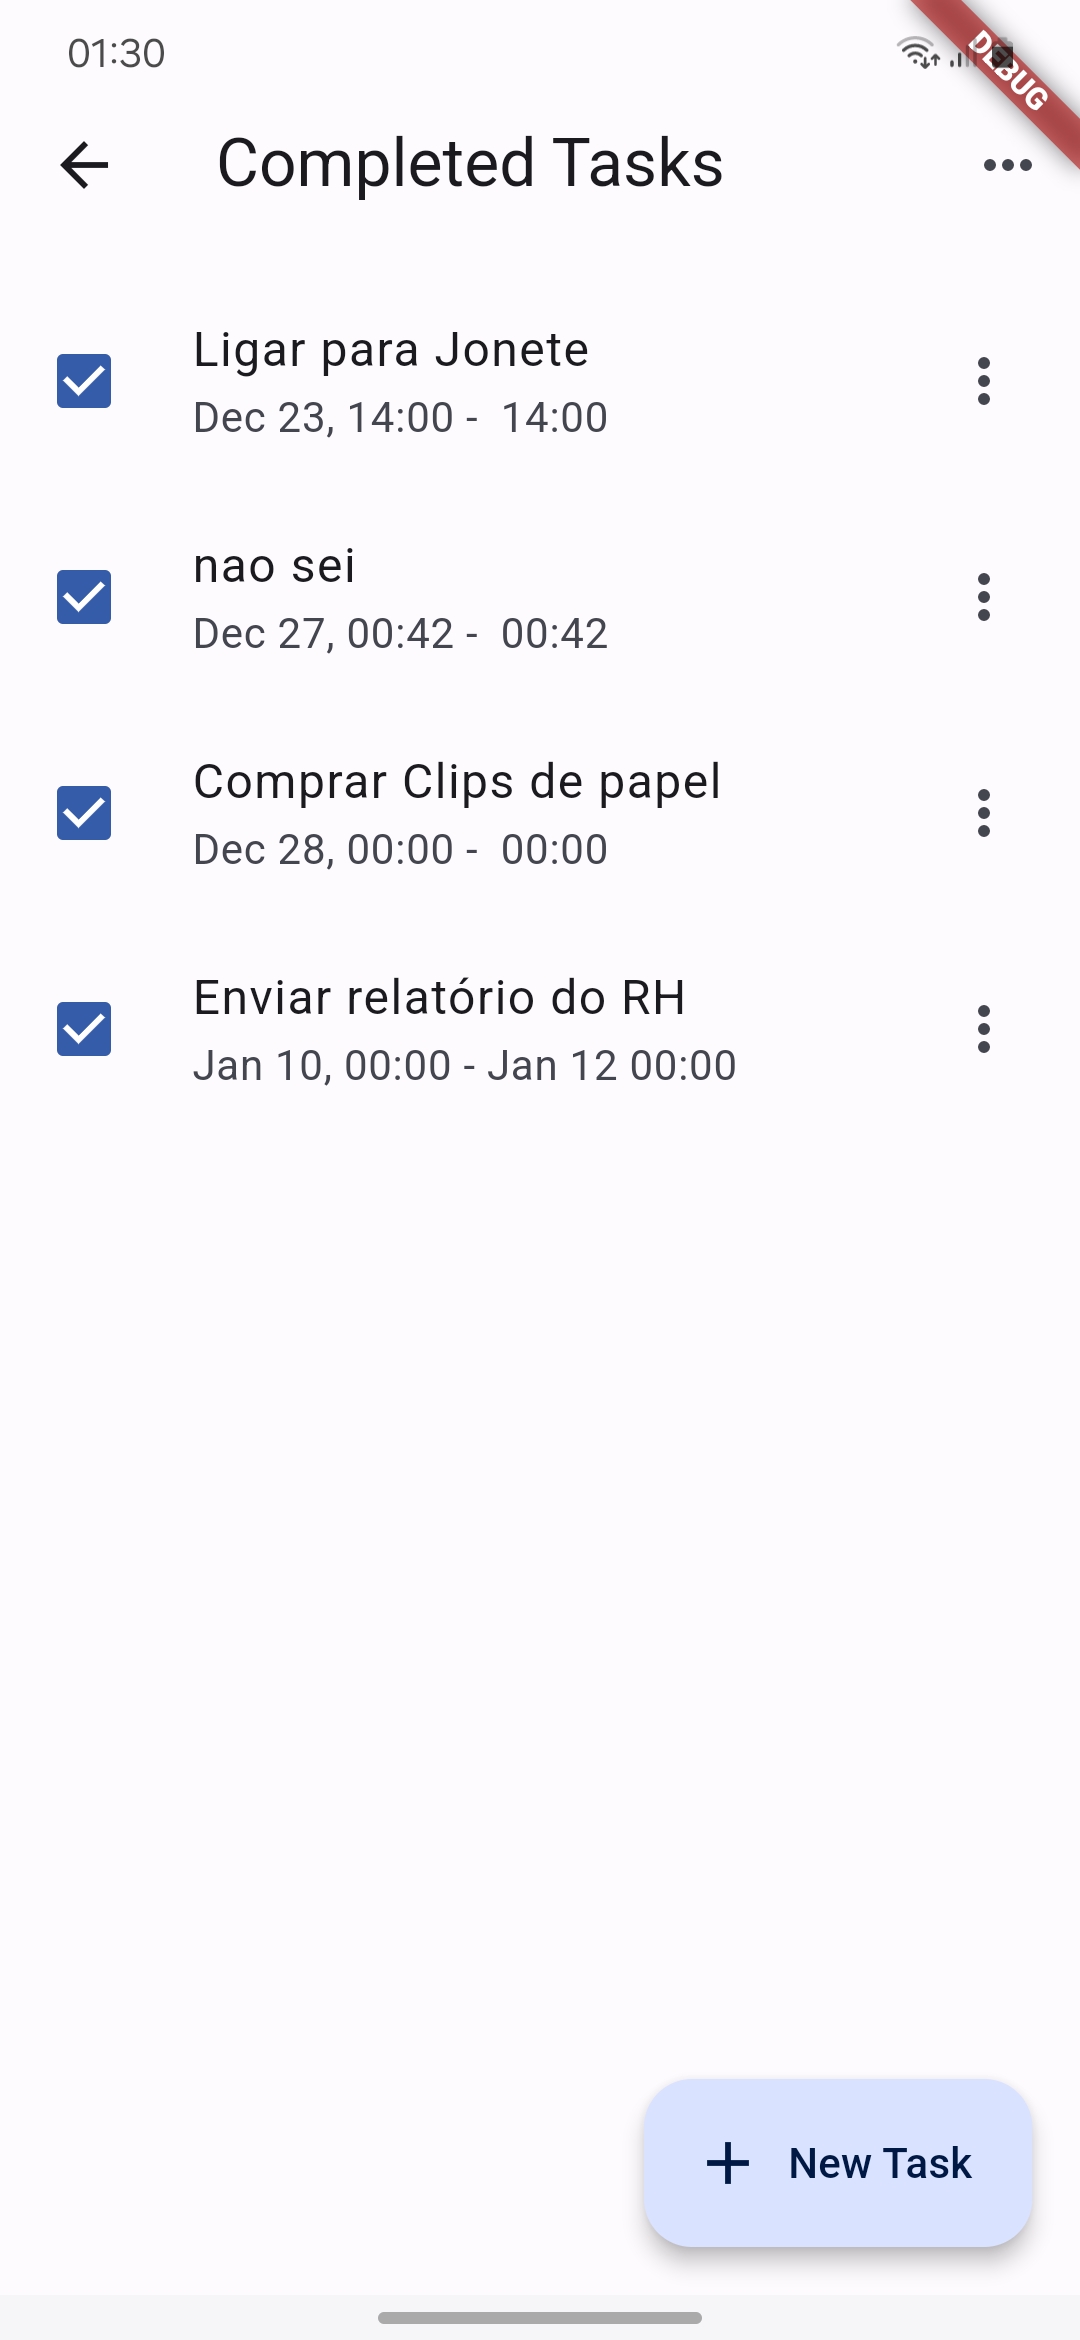 01:30
DEBUG
Completed Tasks
Ligar para Jonete
Dec 23, 14:00 -  14:00
nao sei
Dec 27, 00:42 -  00:42
Comprar Clips de papel
Dec 28, 00:00 -  00:00
Enviar relatório do RH
Jan 10, 00:00 - Jan 12 00:00
New Task